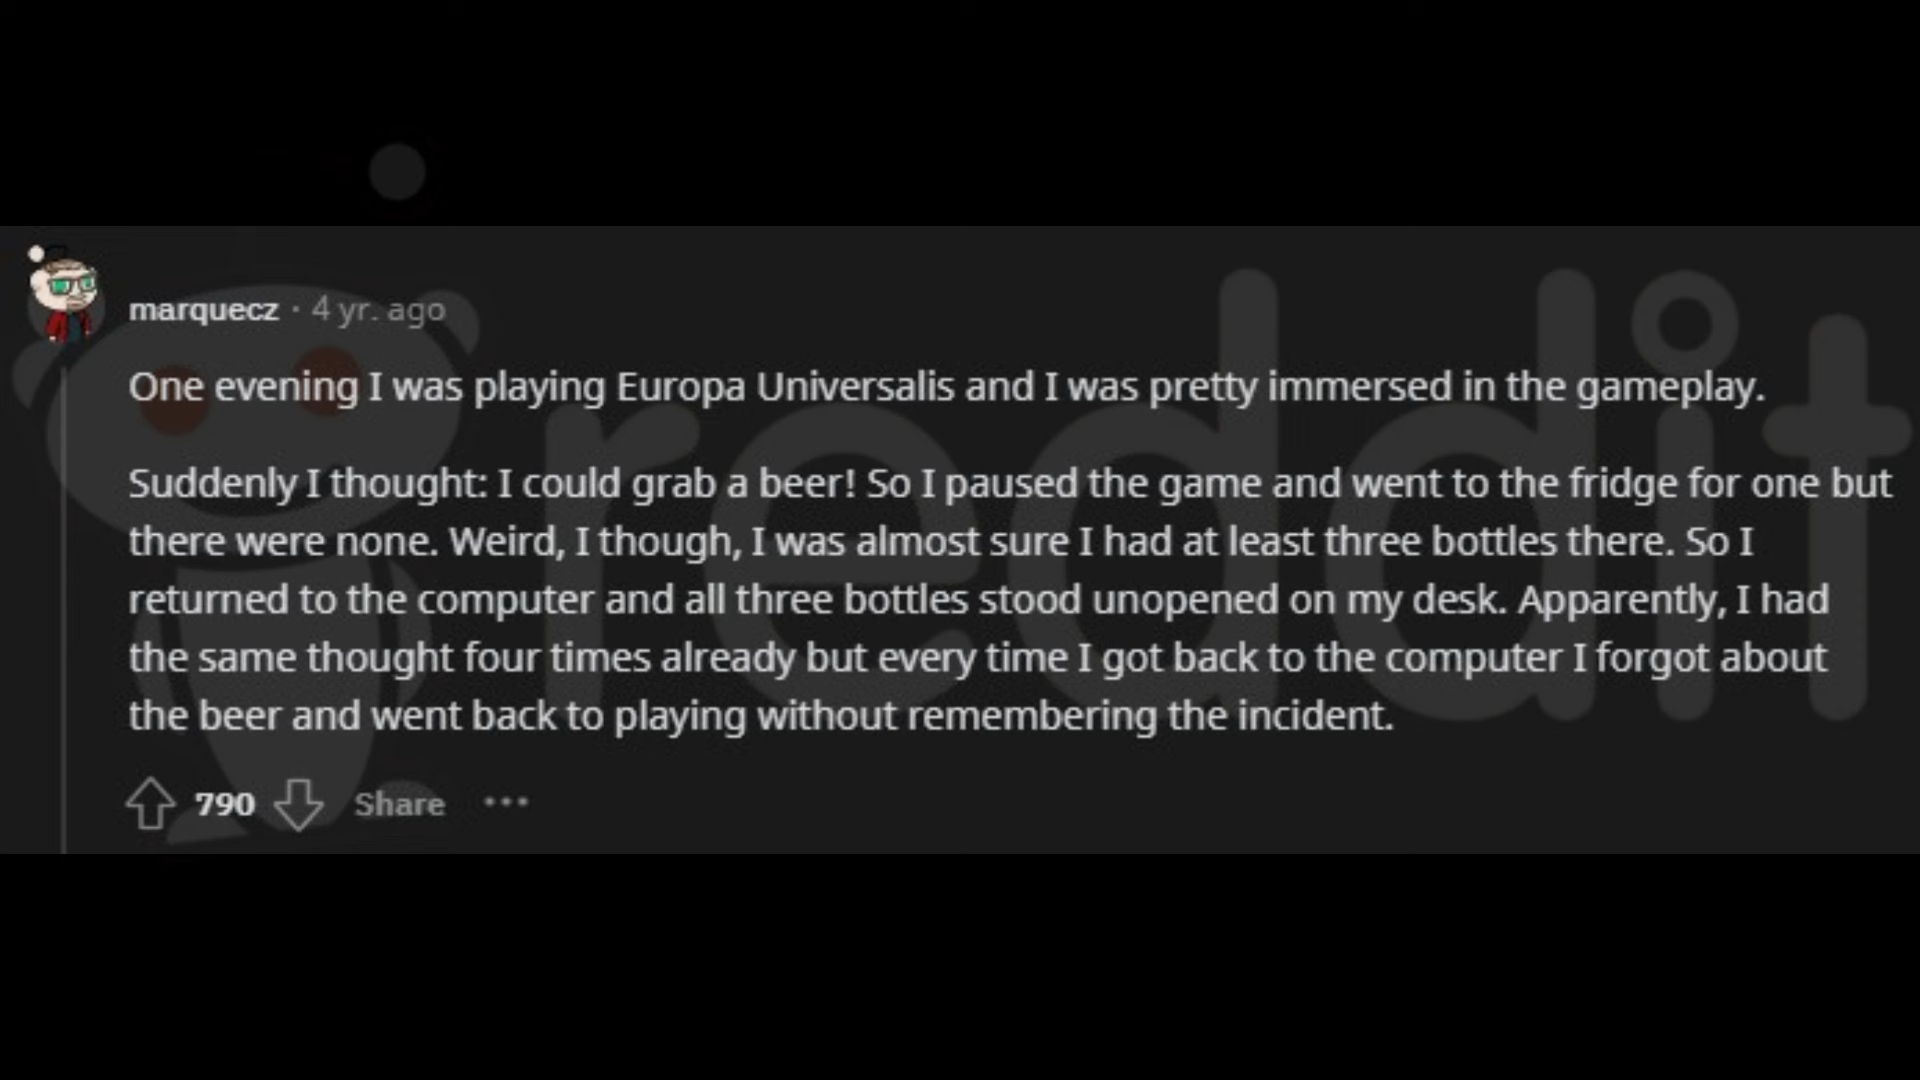 marquecz · 4 yr. ago
One evening I was playing Europa Universalis and I was pretty immersed in the gameplay.
Suddenly I thought: I could grab a beer! So I paused the game and went to the fridge for one but
there were none. Weird, I though, I was almost sure I had at least three bottles there. So I
returned to the computer and all three bottles stood unopened on my desk. Apparently, I had
the same thought four times already but every time I got back to the computer I forgot about
the beer and went back to playing without remembering the incident.
790 Share ...
reddit